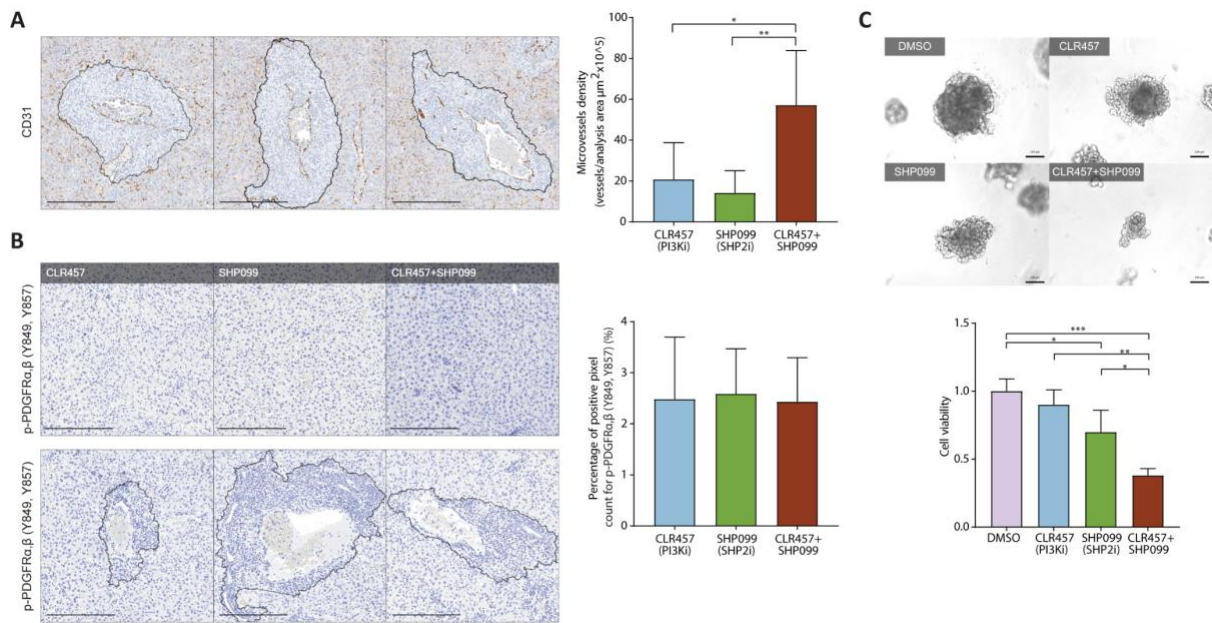 A
CD31
Microvessels density
(vessels/analysis area µm^2x10^5)
100
80
60
40
20
0
*
**
CLR457
(PI3Ki)
SHP099
(SHP2i)
CLR457+
SHP099
B
CLR457
SHP099
CLR457+SHP099
p-PDGFRα,β (Y849, Y857)
p-PDGFRα,β (Y849, Y857)
Percentage of positive pixel
count for p-PDGFRα,β (Y849, Y857) (%)
4
3
2
1
0
CLR457
(PI3Ki)
SHP099
(SHP2i)
CLR457+
SHP099
C
DMSO
CLR457
SHP099
CLR457+SHP099
Cell viability
1.5
1.0
0.5
0.0
***
*
**
*
DMSO
CLR457
(PI3Ki)
SHP099
(SHP2i)
CLR457+
SHP099